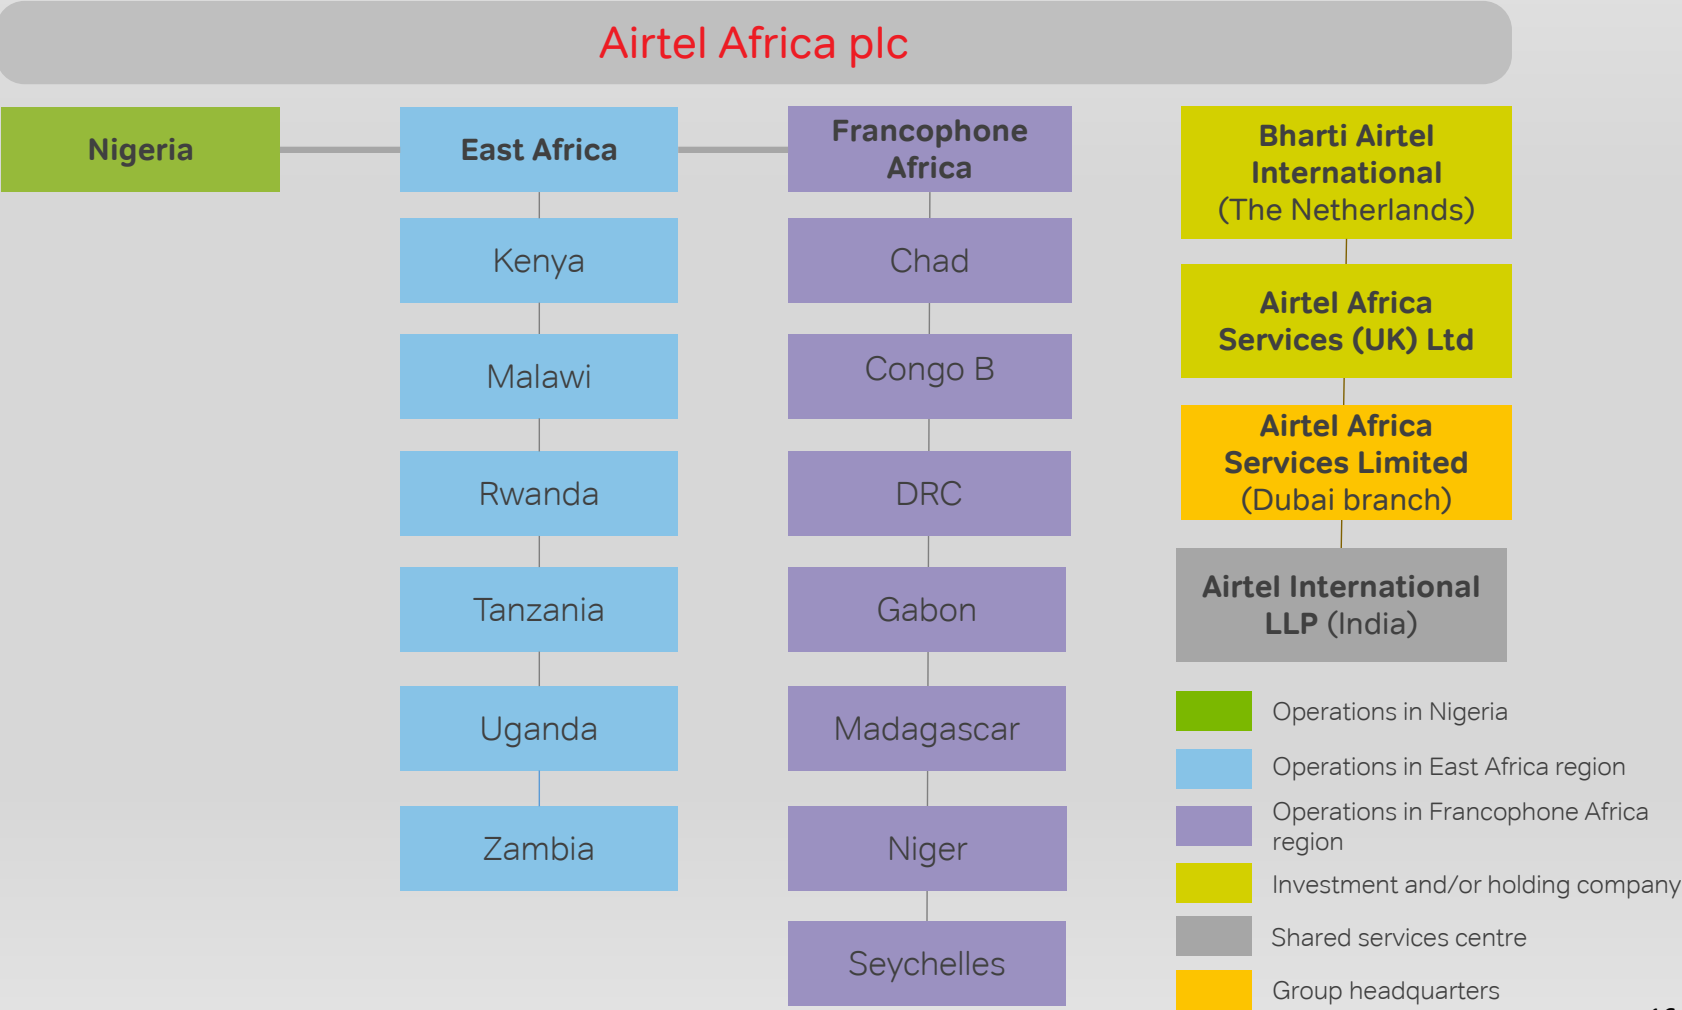 Airtel Africa plc
Nigeria
East Africa
Kenya
Malawi
Rwanda
Tanzania
Uganda
Zambia
Francophone
Africa
Chad
Congo B
DRC
Gabon
Madagascar
Niger
Seychelles
Bharti Airtel
International
(The Netherlands)
Airtel Africa
Services (UK) Ltd
Airtel Africa
Services Limited
(Dubai branch)
Airtel International
LLP (India)
Operations in Nigeria
Operations in East Africa region
Operations in Francophone Africa
region
Investment and/or holding company
Shared services centre
Group headquarters